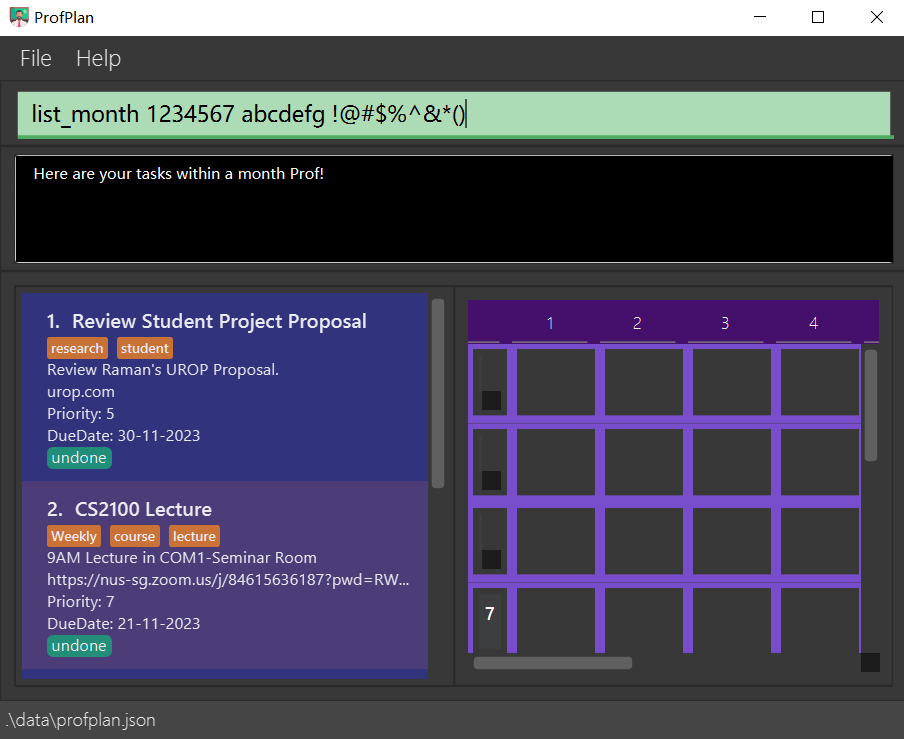 ProfPlan
File Help
list_month 1234567 abcdefg !@#$%^&*()
Here are your tasks within a month Prof!
1. Review Student Project Proposal
research student
Review Raman's UROP Proposal.
urop.com
Priority: 5
DueDate: 30-11-2023
undone
2. CS2100 Lecture
Weekly course lecture
9AM Lecture in COM1-Seminar Room
https://nus-sg.zoom.us/j/84615636187?pwd=RW...
Priority: 7
DueDate: 21-11-2023
undone
1 2 3 4
7
.\data\profplan.json